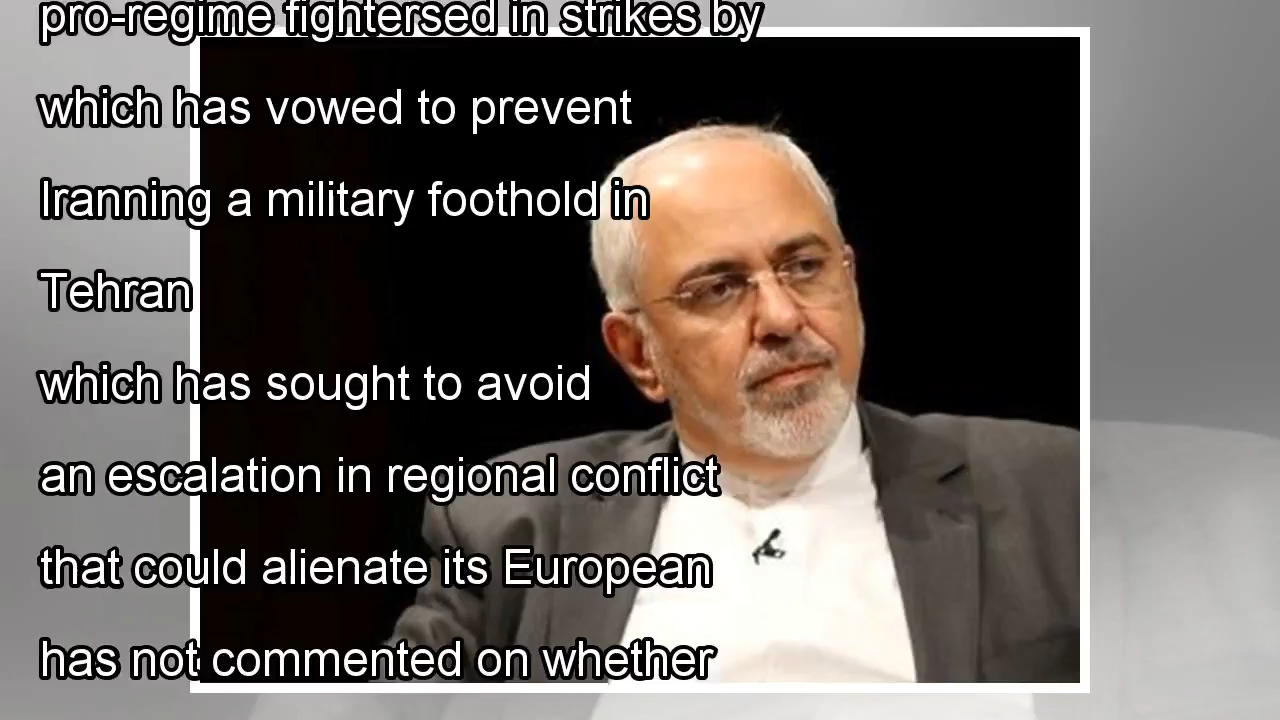 pro-regime fightersed in strikes by
which has vowed to prevent
Iranning a military foothold in
Tehran
which has sought to avoid
an escalation in regional conflict
that could alienate its European
has not commented on whether